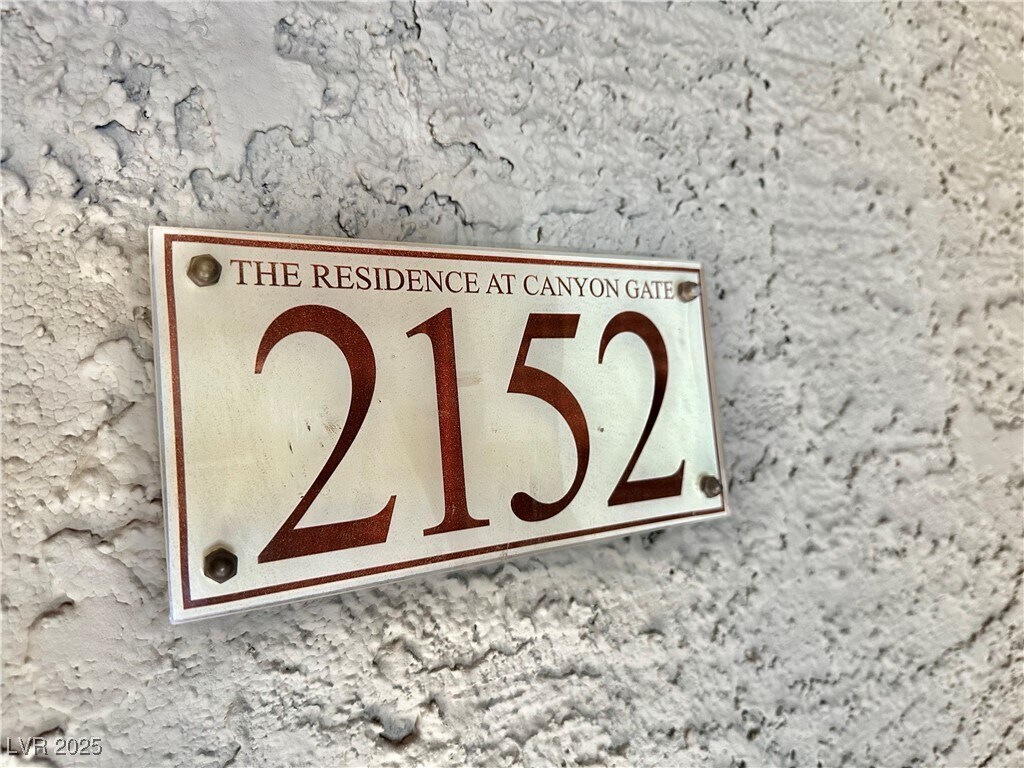 THE RESIDENCE AT CANYON GATE
2152
LVR 2025